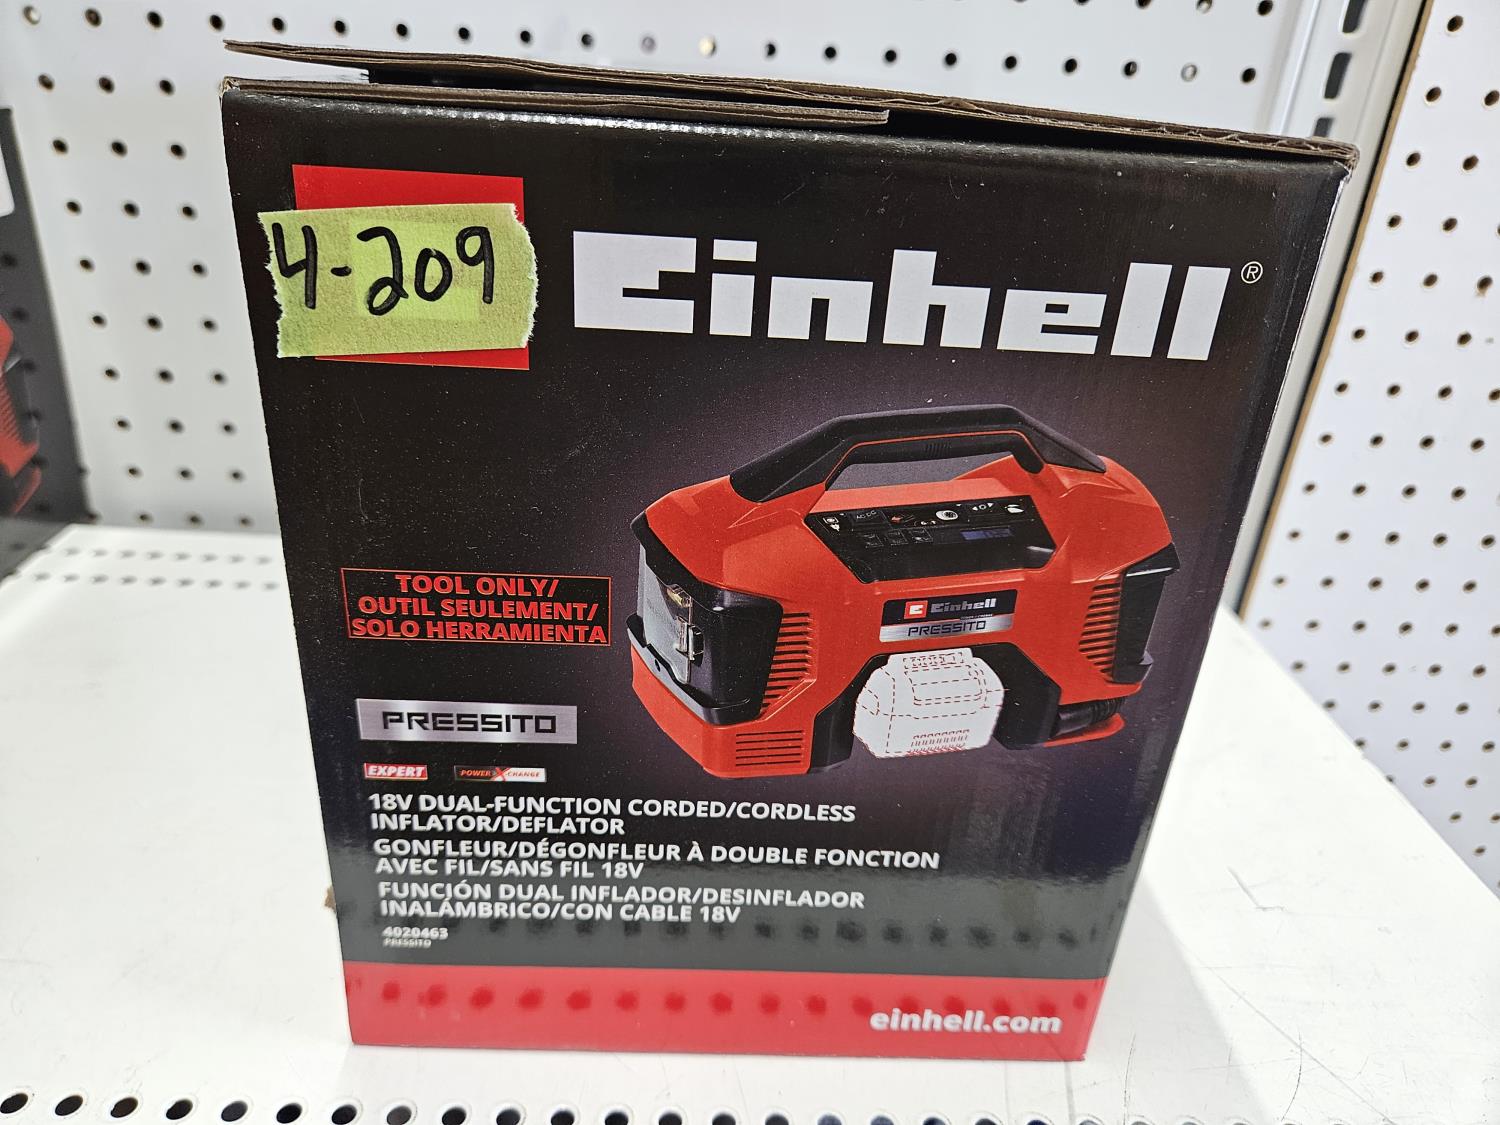 4-209
Einhell®
Einhell
PRESSITO
TOOL ONLY/
OUTIL SEULEMENT/
SOLO HERRAMIENTA
PRESSITO
EXPERT
POWER X-CHANGE
18V DUAL-FUNCTION CORDED/CORDLESS
INFLATOR/DEFLATOR
GONFLEUR/DÉGONFLEUR À DOUBLE FONCTION
AVEC FIL/SANS FIL 18V
FUNCIÓN DUAL INFLADOR/DESINFLADOR
INALÁMBRICO/CON CABLE 18V
4020463
PRESSITO
einhell.com